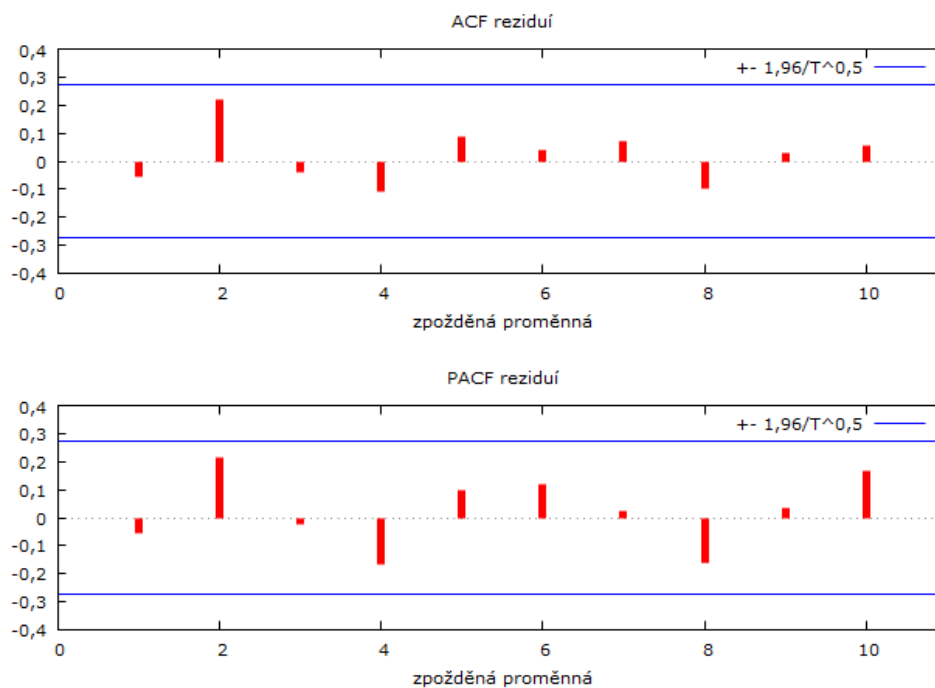 ACF reziduí
+- 1,96/T^0,5
0,4
0,3
0,2
0,1
0
-0,1
-0,2
-0,3
-0,4
0 2 4 6 8 10
zpožděná proměnná
PACF reziduí
+- 1,96/T^0,5
0,4
0,3
0,2
0,1
0
-0,1
-0,2
-0,3
-0,4
0 2 4 6 8 10
zpožděná proměnná